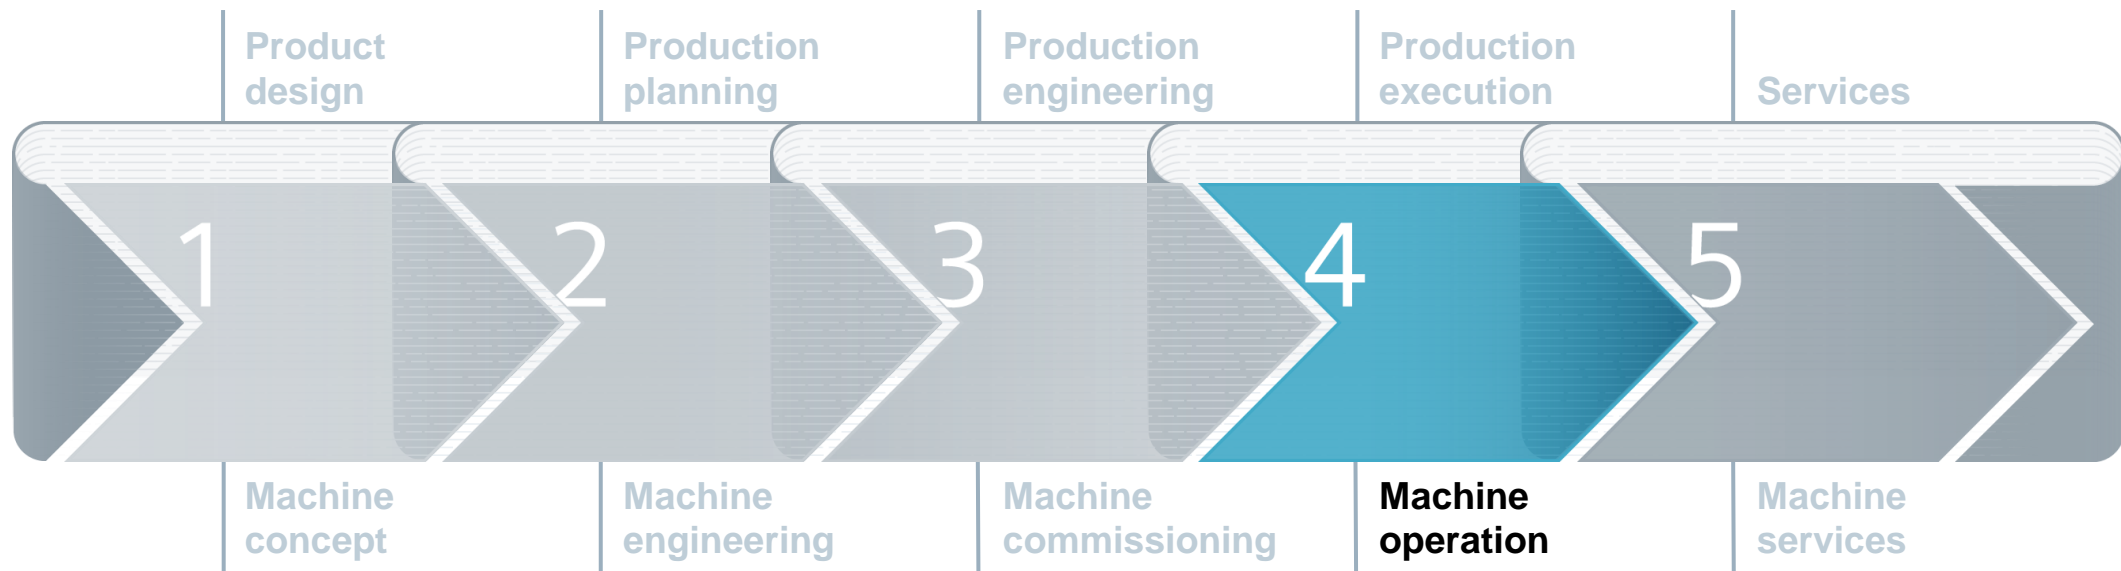 Product
design
Production
planning
Production
engineering
Production
execution
Services
1
2
3
4
5
Machine
concept
Machine
engineering
Machine
commissioning
Machine
operation
Machine
services